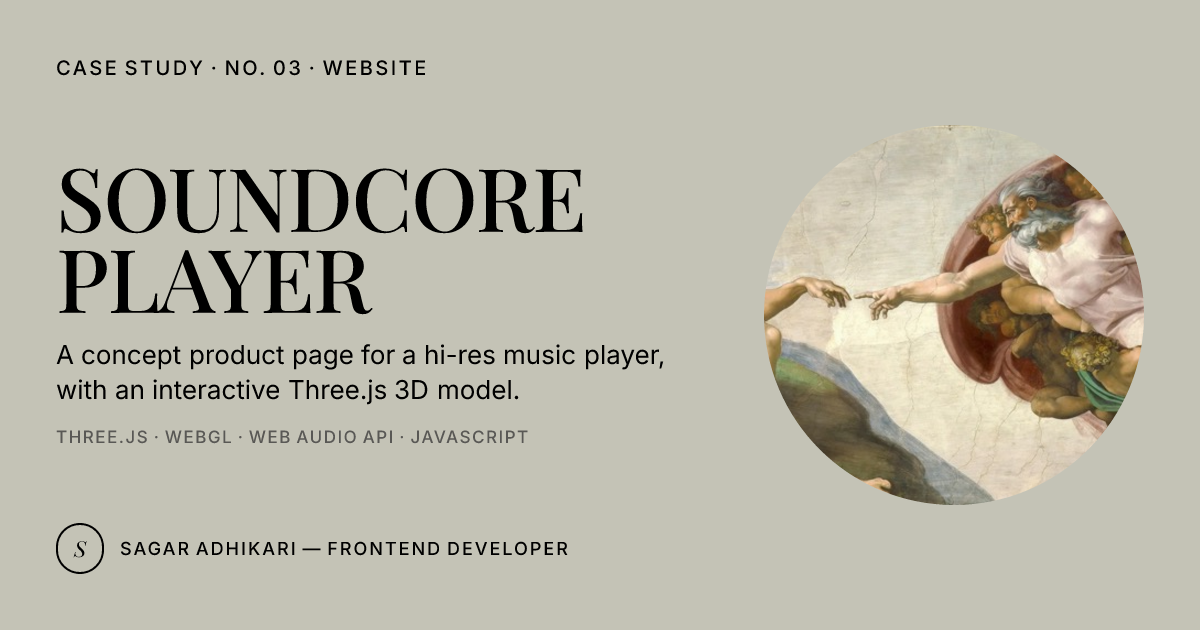 CASE STUDY · NO. 03 · WEBSITE
SOUNDCORE
PLAYER
A concept product page for a hi-res music player,
with an interactive Three.js 3D model.
THREE.JS · WEBGL · WEB AUDIO API · JAVASCRIPT
S
SAGAR ADHIKARI — FRONTEND DEVELOPER